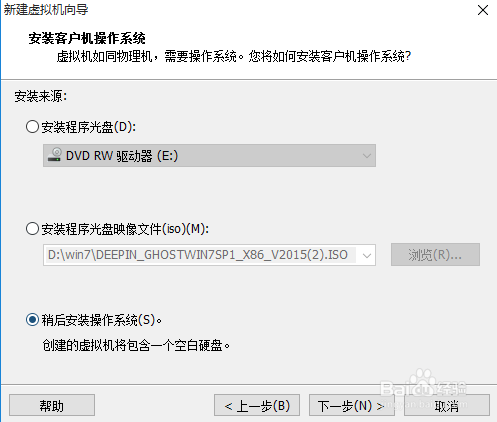 新建虚拟机向导
安装客户机操作系统
虚拟机如同物理机，需要操作系统。您将如何安装客户机操作系统?
安装来源:
安装程序光盘(D):
DVD RW 驱动器 (E:)
安装程序光盘映像文件(iso)(M):
D:\win7\DEEPIN_GHOSTWIN7SP1_X86_V2015(2).ISO
浏览(R)...
稍后安装操作系统(S)。
创建的虚拟机将包含一个空白硬盘。
Baidu经验
帮助
< 上一步(B)
下一步(N) >
取消